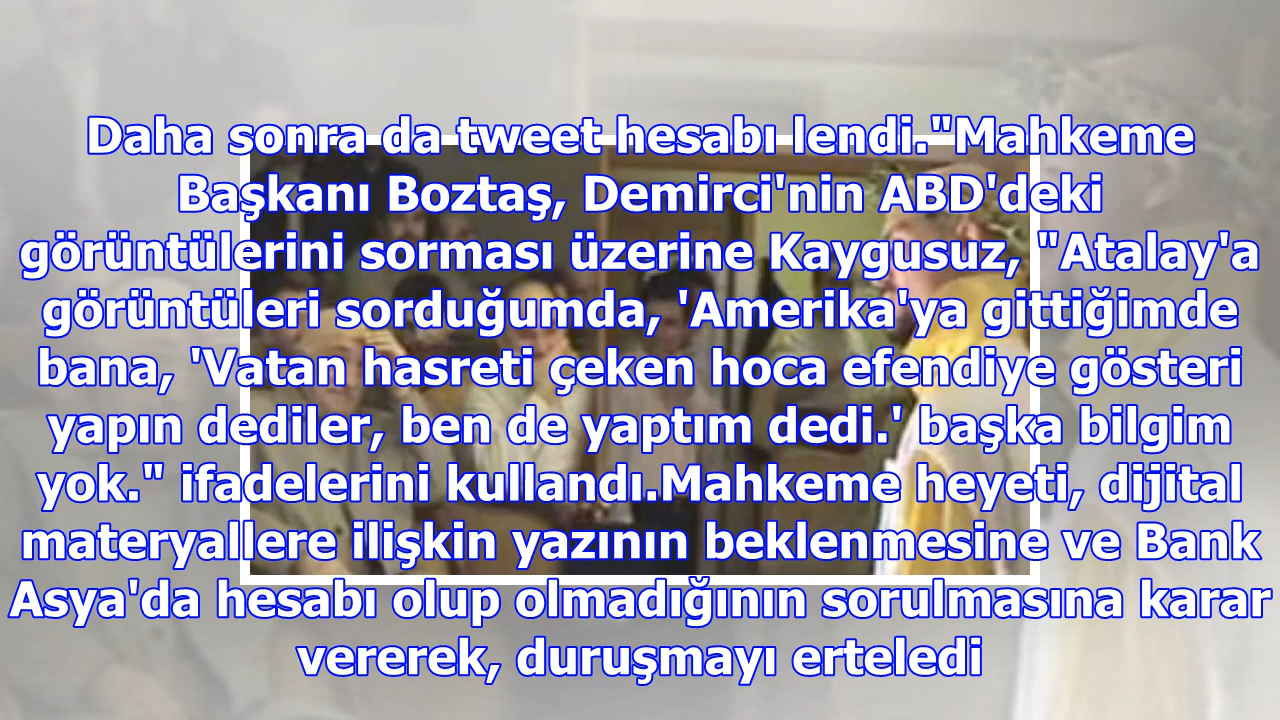 Daha sonra da tweet hesabı lendi."Mahkeme
Başkanı Boztaş, Demirci'nin ABD'deki
görüntülerini sorması üzerine Kaygusuz, "Atalay'a
görüntüleri sorduğumda, 'Amerika'ya gittiğimde
bana, 'Vatan hasreti çeken hoca efendiye gösteri
yapın dediler, ben de yaptım dedi.' başka bilgim
yok." ifadelerini kullandı.Mahkeme heyeti, dijital
materyallere ilişkin yazının beklenmesine ve Bank
Asya'da hesabı olup olmadığının sorulmasına karar
vererek, duruşmayı erteledi